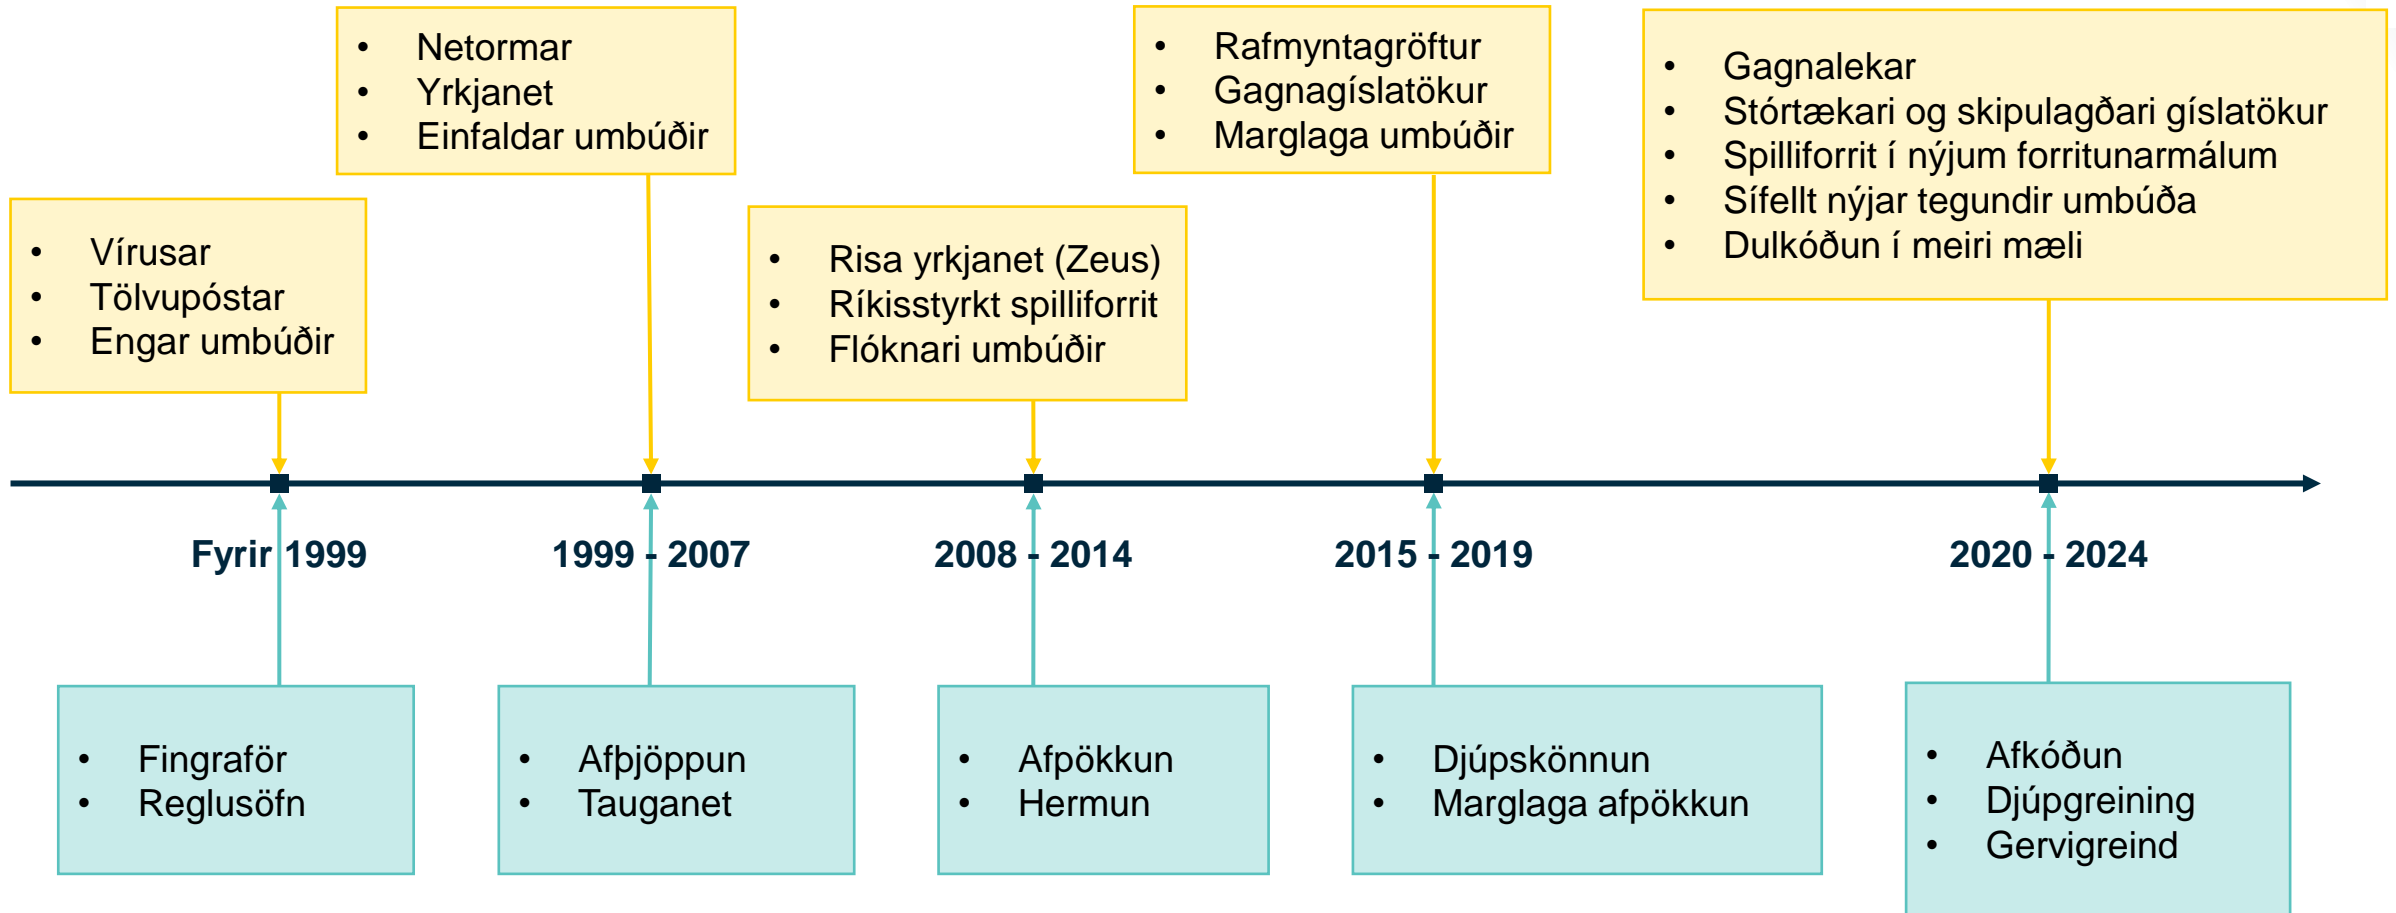 • Vírusar
• Tölvupóstar
• Engar umbúðir
• Netormar
• Yrkjanet
• Einfaldar umbúðir
• Risa yrkjanet (Zeus)
• Ríkisstyrkt spilliforrit
• Flóknari umbúðir
• Rafmyntagröftur
• Gagnagíslatökur
• Marglaga umbúðir
• Gagnalekar
• Stórtækari og skipulagðari gíslatökur
• Spilliforrit í nýjum forritunarmálum
• Sífellt nýjar tegundir umbúða
• Dulkóðun í meiri mæli
Fyrir 1999
1999 - 2007
2008 - 2014
2015 - 2019
2020 - 2024
• Fingraför
• Reglusöfn
• Afþjöppun
• Tauganet
• Afpökkun
• Hermun
• Djúpskönnun
• Marglaga afpökkun
• Afkóðun
• Djúpgreining
• Gervigreind